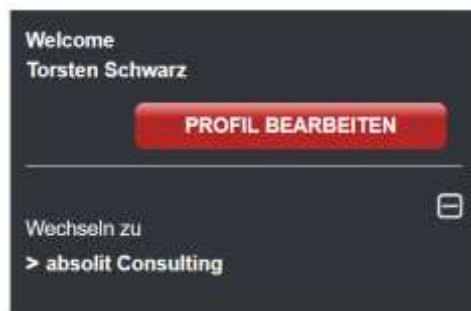 Welcome
Torsten Schwarz
PROFIL BEARBEITEN
Wechseln zu
> absolit Consulting